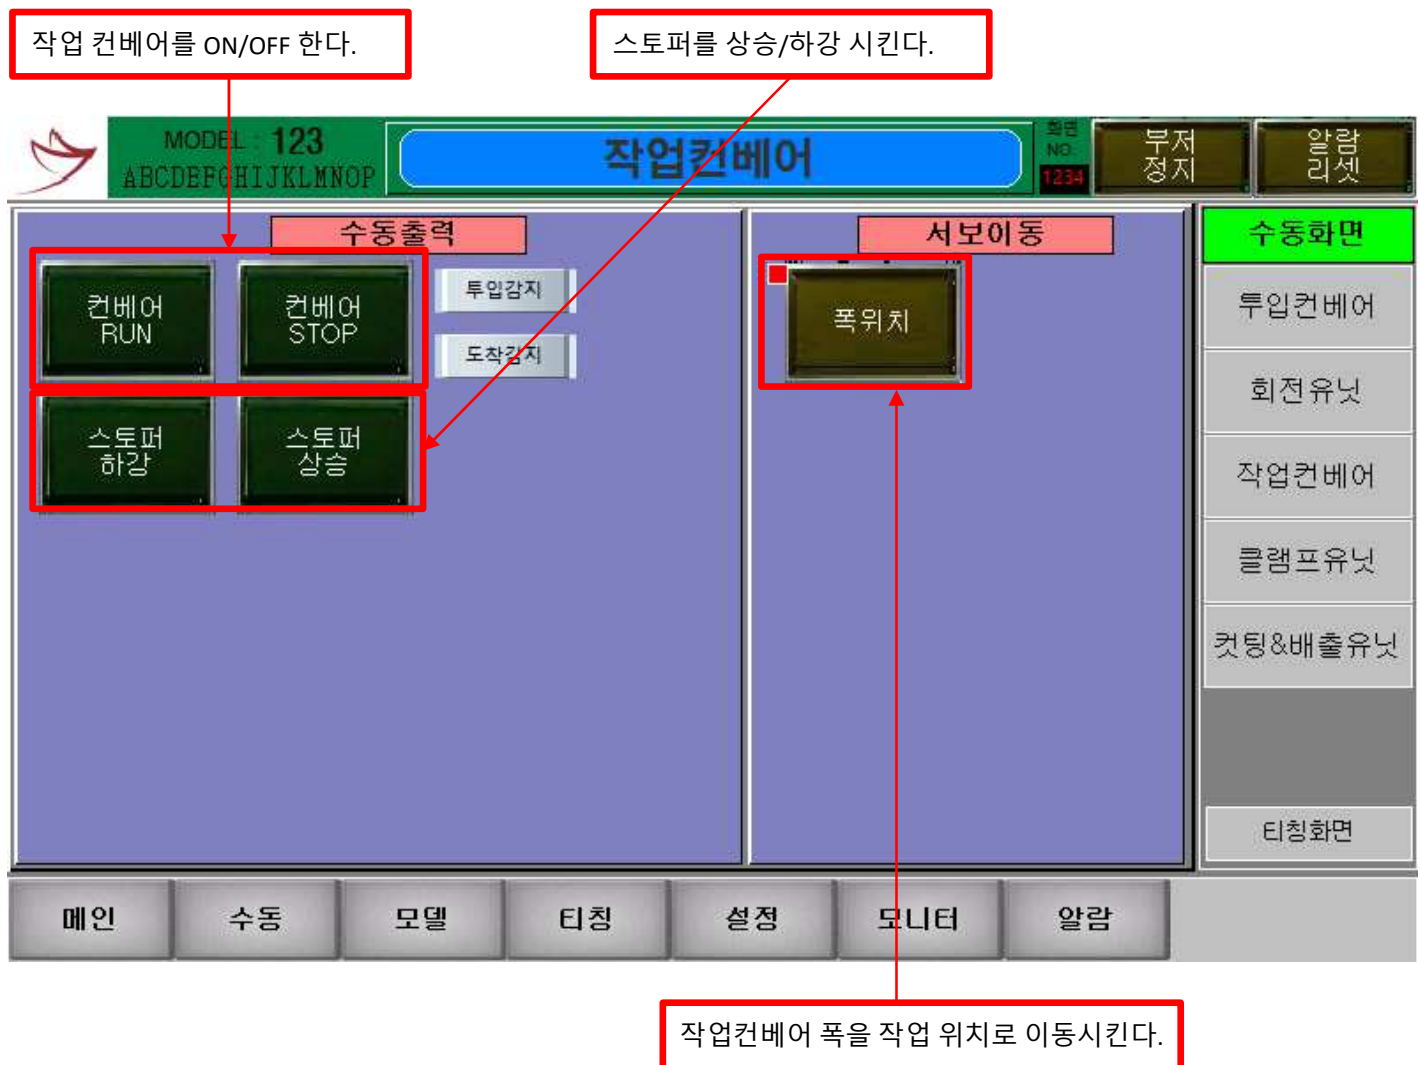 작업 컨베어를 ON/OFF 한다.
스토퍼를 상승/하강 시킨다.
MODEL : 123
ABCDEFGHIJKLMNOP
작업컨베어
화면
NO.
1234
부저
정지
알람
리셋
수동출력
서보이동
수동화면
컨베어
RUN
컨베어
STOP
투입감지
도착감지
폭위치
투입컨베어
회전유닛
스토퍼
하강
스토퍼
상승
작업컨베어
클램프유닛
컷팅&배출유닛
티칭화면
메인
수동
모델
티칭
설정
모니터
알람
작업컨베어 폭을 작업 위치로 이동시킨다.